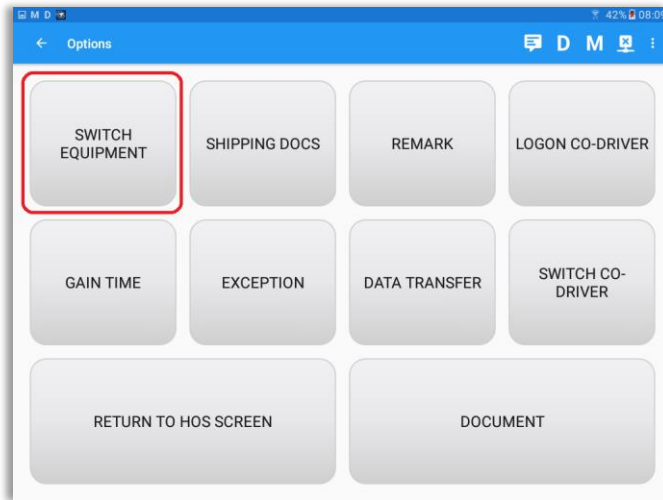 M D
42% 08:09
Options
D M
SWITCH
EQUIPMENT
SHIPPING DOCS
REMARK
LOGON CO-DRIVER
GAIN TIME
EXCEPTION
DATA TRANSFER
SWITCH CO-
DRIVER
RETURN TO HOS SCREEN
DOCUMENT